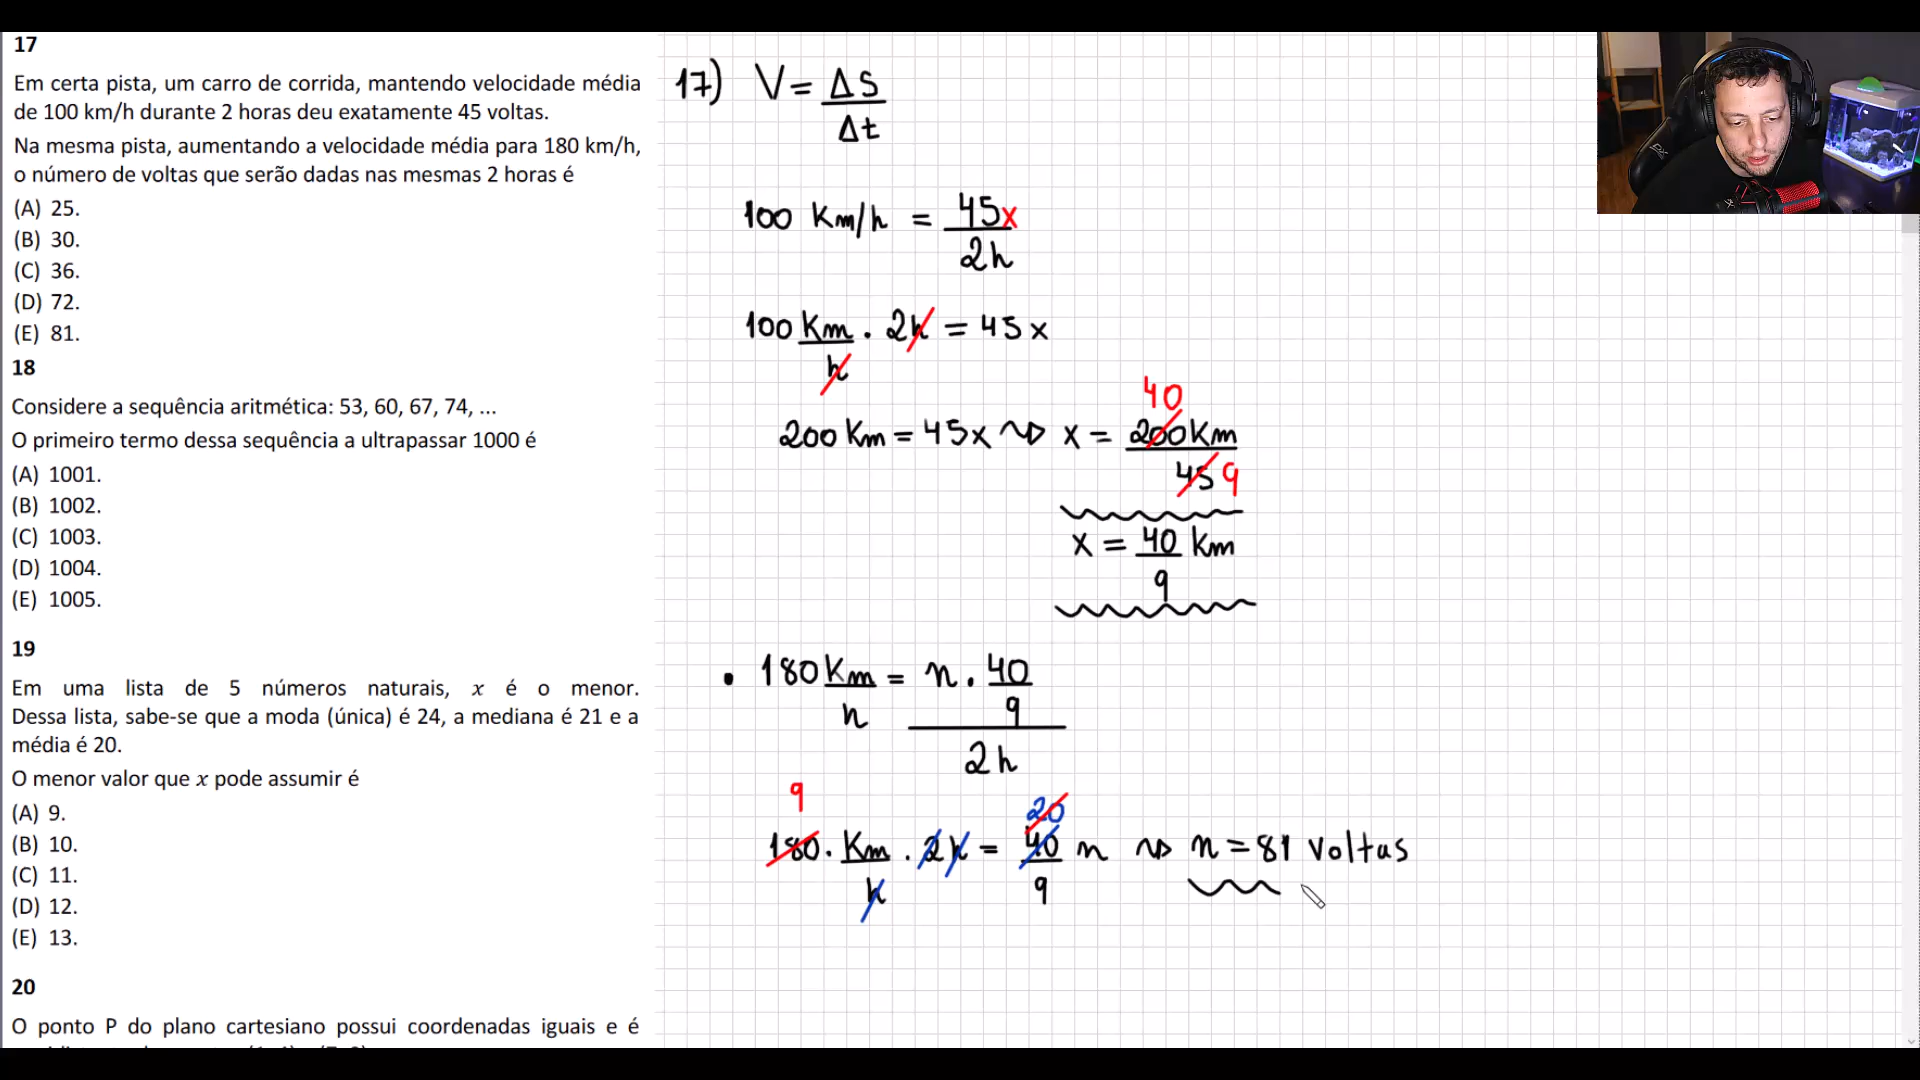 17
Em certa pista, um carro de corrida, mantendo velocidade média
de 100 km/h durante 2 horas deu exatamente 45 voltas.
Na mesma pista, aumentando a velocidade média para 180 km/h,
o número de voltas que serão dadas nas mesmas 2 horas é
(A) 25.
(B) 30.
(C) 36.
(D) 72.
(E) 81.
18
Considere a sequência aritmética: 53, 60, 67, 74, ...
O primeiro termo dessa sequência a ultrapassar 1000 é
(A) 1001.
(B) 1002.
(C) 1003.
(D) 1004.
(E) 1005.
19
Em uma lista de 5 números naturais, x é o menor.
Dessa lista, sabe-se que a moda (única) é 24, a mediana é 21 e a
média é 20.
O menor valor que x pode assumir é
(A) 9.
(B) 10.
(C) 11.
(D) 12.
(E) 13.
20
O ponto P do plano cartesiano possui coordenadas iguais e é
17) V = Δs
Δt
100 Km/h = 45x
2h
100 Km . 2h = 45x
h
40
200 Km = 45x ⇝ x = 200 Km
45 9
x = 40 Km
9
• 180 Km = n . 40
h 9
2h
9 20
180 . Km . 2h = 40 n ⇝ n = 81 voltas
h 9